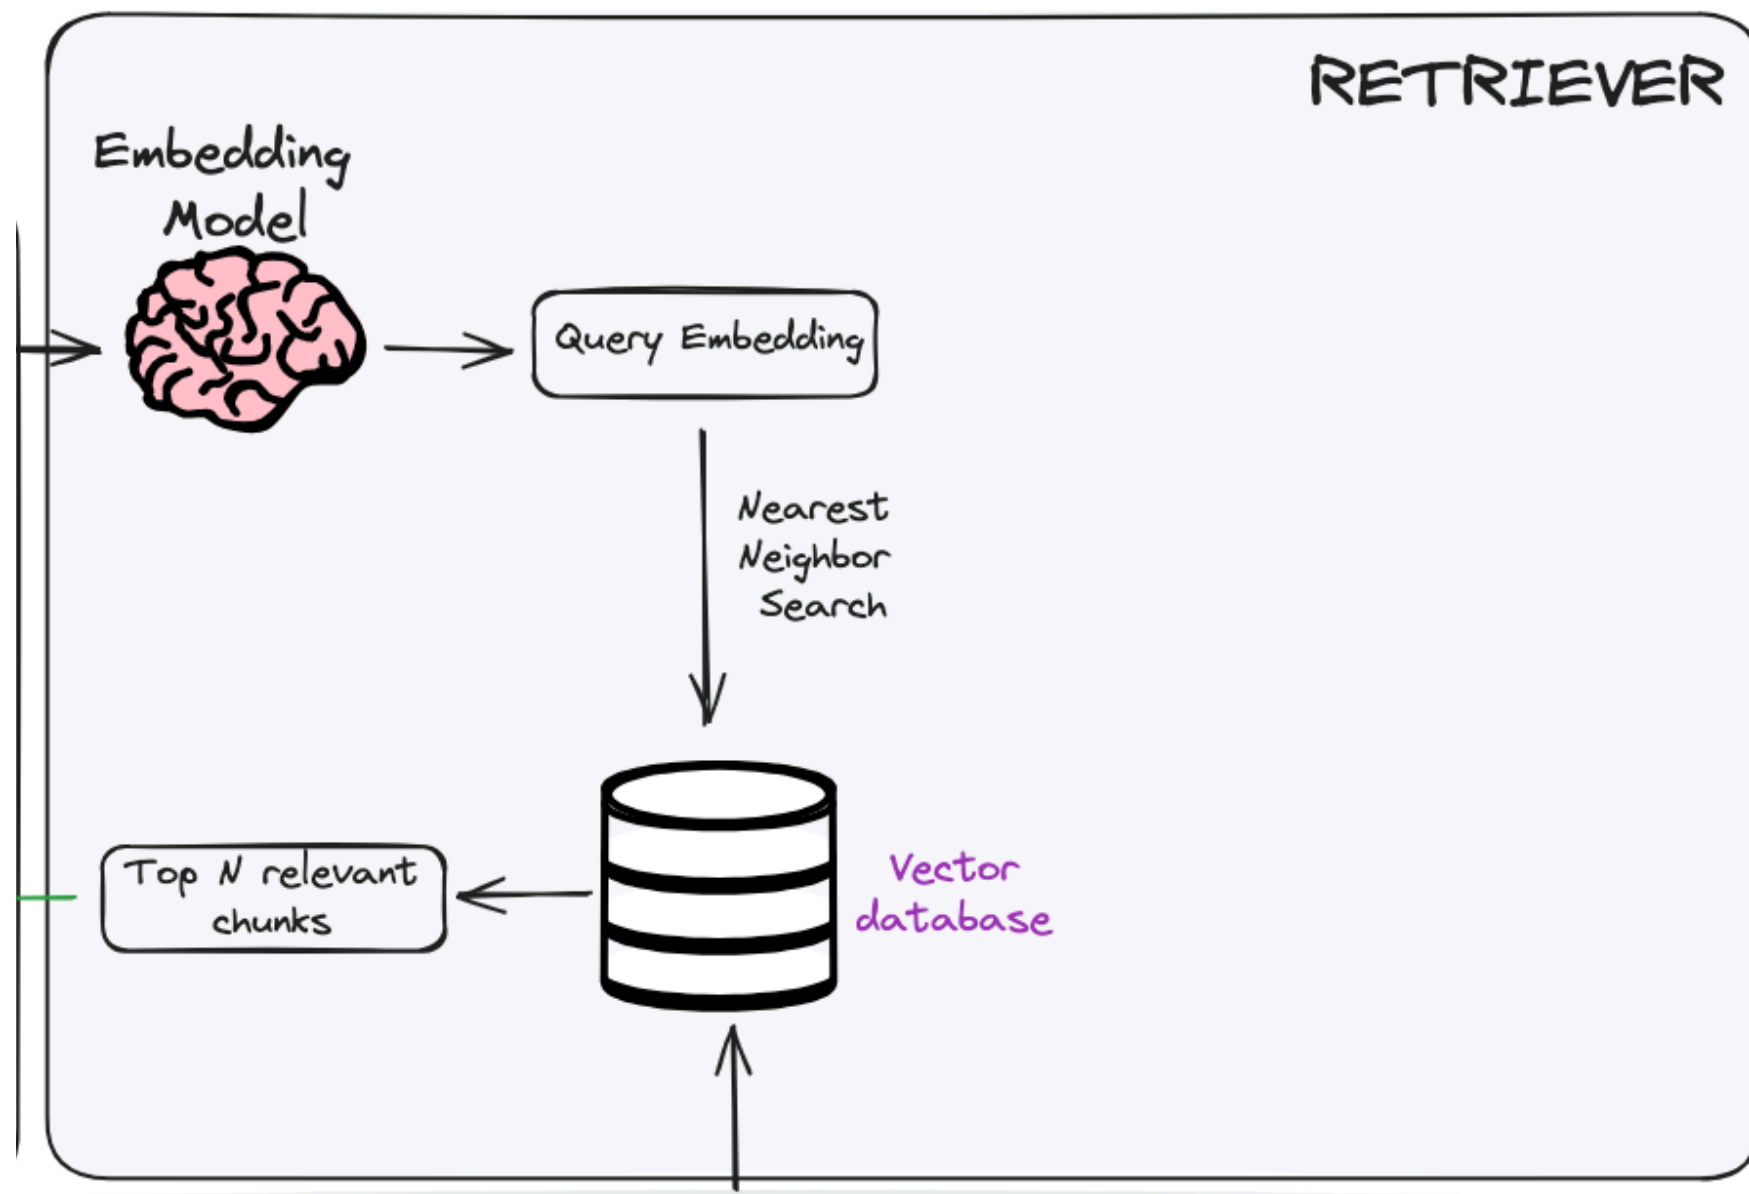 RETRIEVER
Embedding
Model
Query Embedding
Nearest
Neighbor
Search
Top N relevant
chunks
Vector
database